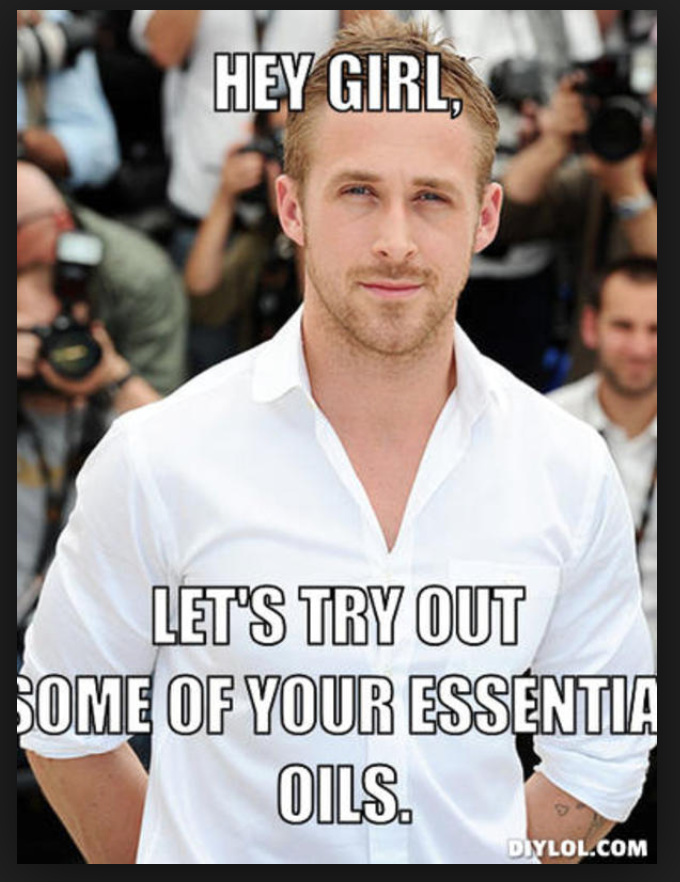 HEY GIRL,
LET'S TRY OUT
SOME OF YOUR ESSENTIA
OILS.
DIYLOL.COM